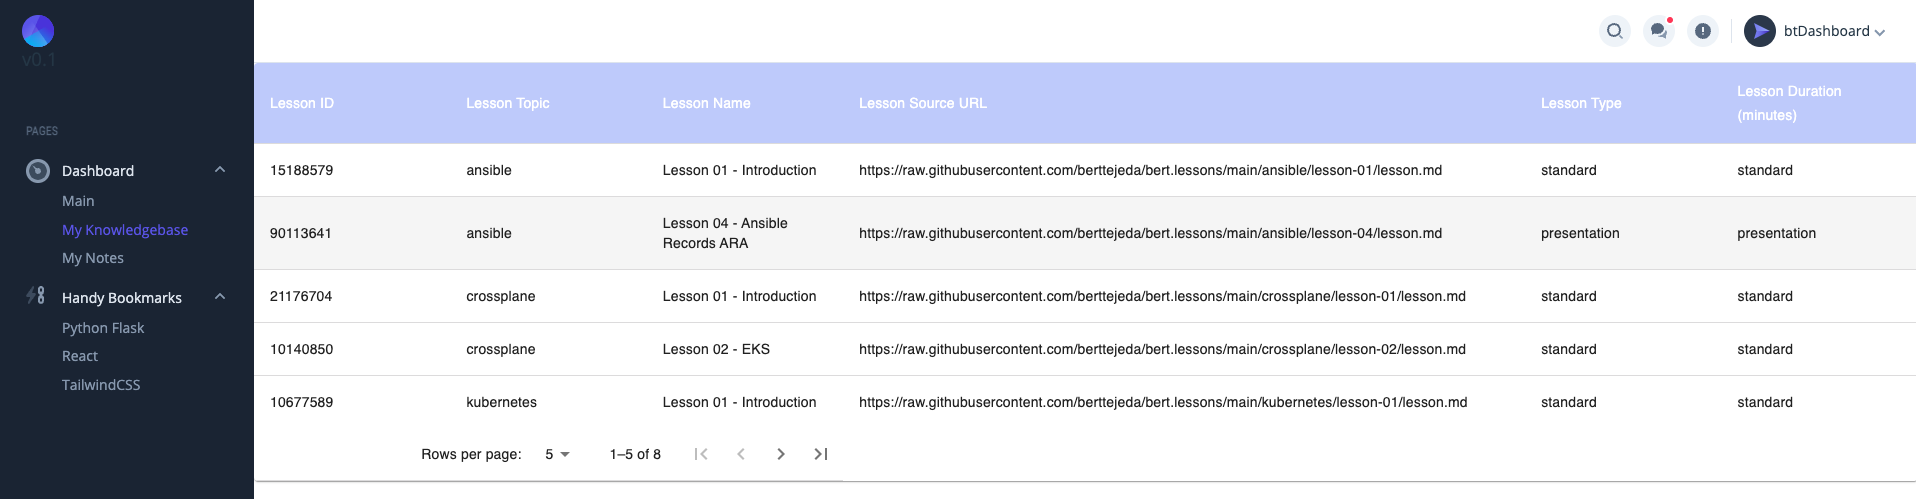 v0.1
btDashboard
PAGES
Dashboard
Main
My Knowledgebase
My Notes
Handy Bookmarks
Python Flask
React
TailwindCSS
Lesson ID Lesson Topic Lesson Name Lesson Source URL Lesson Type Lesson Duration
(minutes)
15188579 ansible Lesson 01 - Introduction https://raw.githubusercontent.com/berttejeda/bert.lessons/main/ansible/lesson-01/lesson.md standard standard
90113641 ansible Lesson 04 - Ansible
Records ARA https://raw.githubusercontent.com/berttejeda/bert.lessons/main/ansible/lesson-04/lesson.md presentation presentation
21176704 crossplane Lesson 01 - Introduction https://raw.githubusercontent.com/berttejeda/bert.lessons/main/crossplane/lesson-01/lesson.md standard standard
10140850 crossplane Lesson 02 - EKS https://raw.githubusercontent.com/berttejeda/bert.lessons/main/crossplane/lesson-02/lesson.md standard standard
10677589 kubernetes Lesson 01 - Introduction https://raw.githubusercontent.com/berttejeda/bert.lessons/main/kubernetes/lesson-01/lesson.md standard standard
Rows per page: 5 1–5 of 8